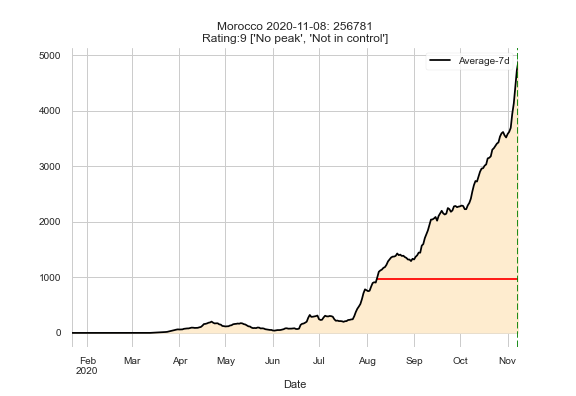 Morocco 2020-11-08: 256781
Rating:9 ['No peak', 'Not in control']
Average-7d
5000
4000
3000
2000
1000
0
Feb Mar Apr May Jun Jul Aug Sep Oct Nov
2020
Date